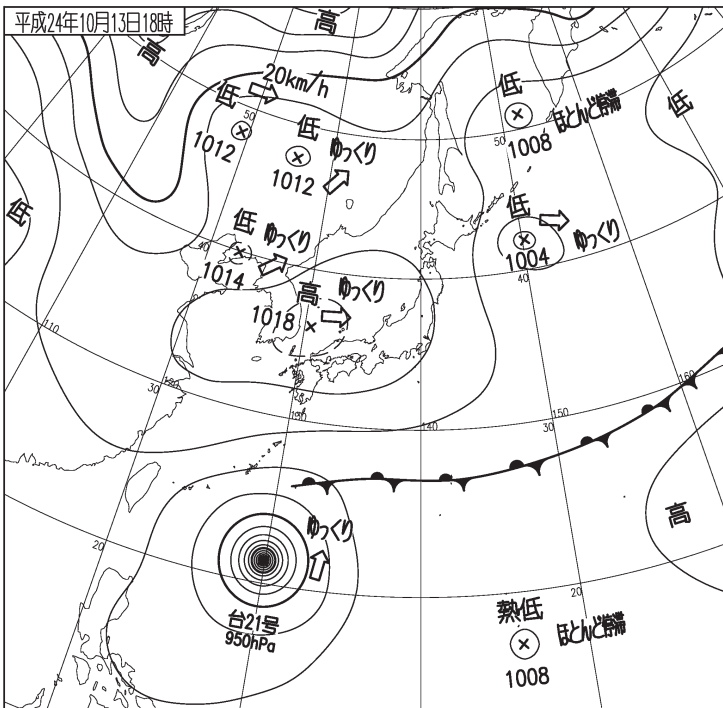 平成24年10月13日18時
高
高
20km/h
低
50
1012
低
ゆっくり
1012
低
ほとんど停滞
50
1008
低
低
低
ゆっくり
40
1014
低
ゆっくり
1004
40
高
ゆっくり
1018
110
120
30
130
140
150
30
160
高
20
ゆっくり
台21号
950hPa
20
熱低
ほとんど停滞
1008